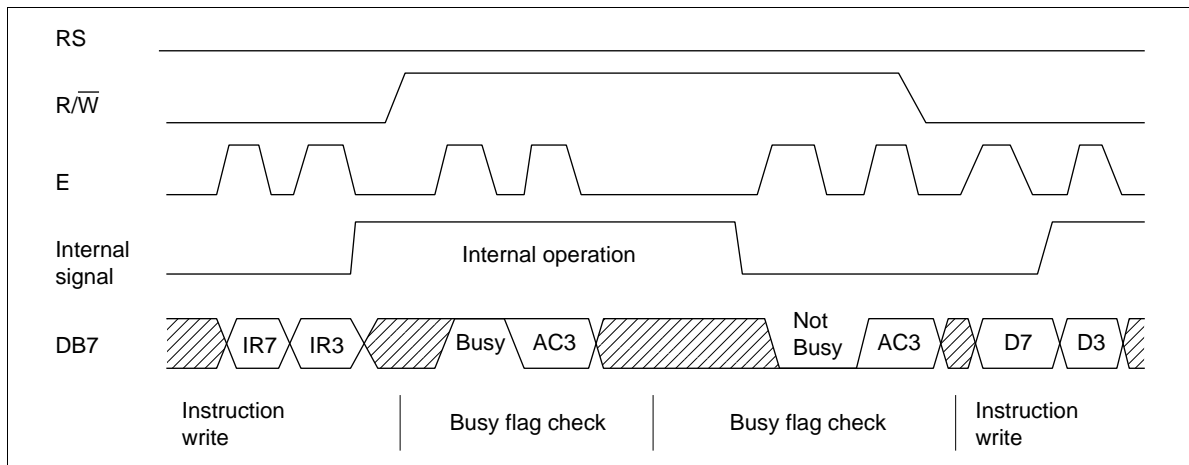 RS
R/W̅
E
Internal
signal
Internal operation
DB7
IR7
IR3
Busy
AC3
Not
Busy
AC3
D7
D3
Instruction
write
Busy flag check
Busy flag check
Instruction
write